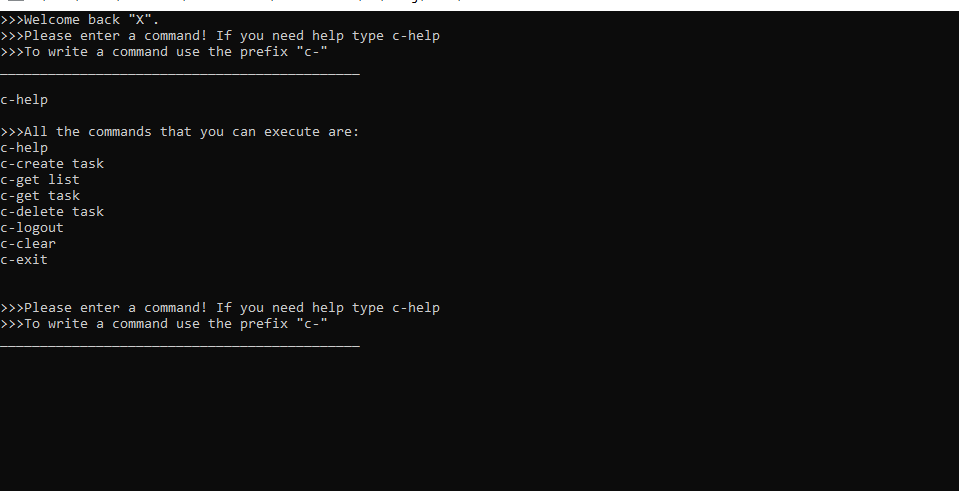 >>>Welcome back "X".
>>>Please enter a command! If you need help type c-help
>>>To write a command use the prefix "c-"
_____________________________________________
c-help
>>>All the commands that you can execute are:
c-help
c-create task
c-get list
c-get task
c-delete task
c-logout
c-clear
c-exit
>>>Please enter a command! If you need help type c-help
>>>To write a command use the prefix "c-"
_____________________________________________